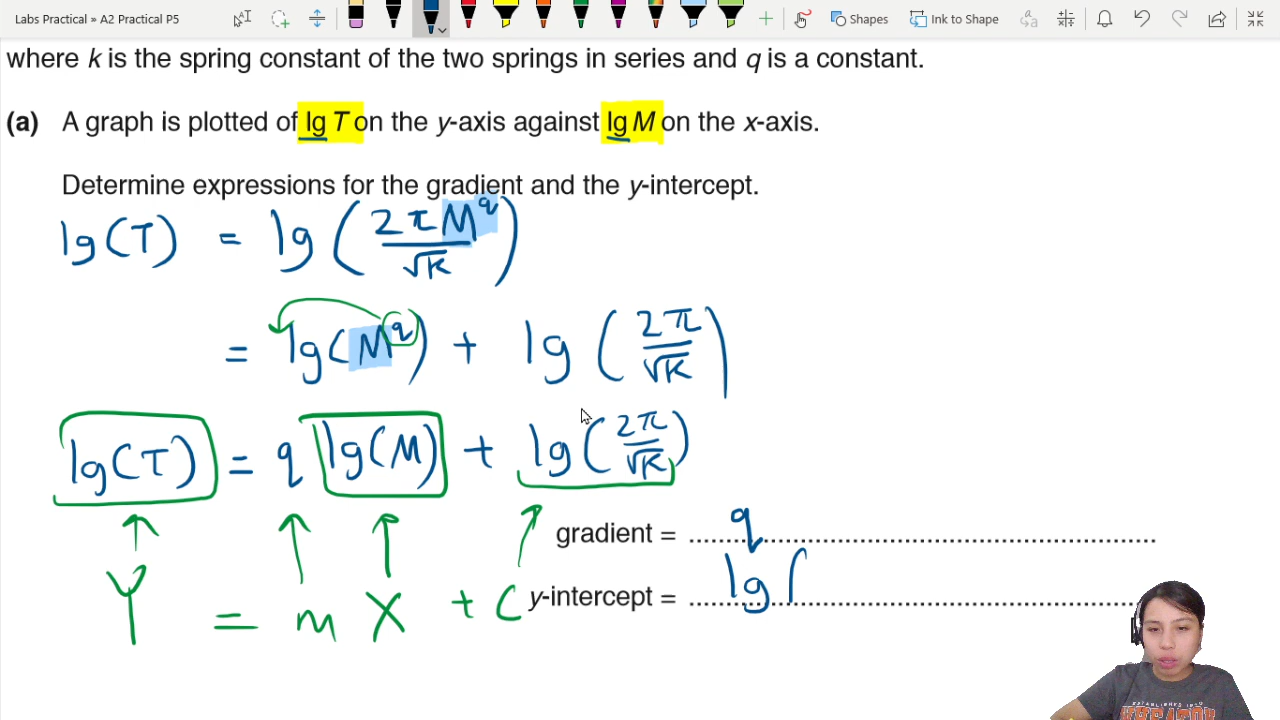 Labs Practical » A2 Practical P5
Shapes
Ink to Shape
where k is the spring constant of the two springs in series and q is a constant.
(a) A graph is plotted of lg T on the y-axis against lg M on the x-axis.
Determine expressions for the gradient and the y-intercept.
lg(T) = lg(2πM^q/√k)
= lg(M^q) + lg(2π/√k)
lg(T) = q lg(M) + lg(2π/√k)
gradient = q
Y = m X + C
y-intercept = lg (